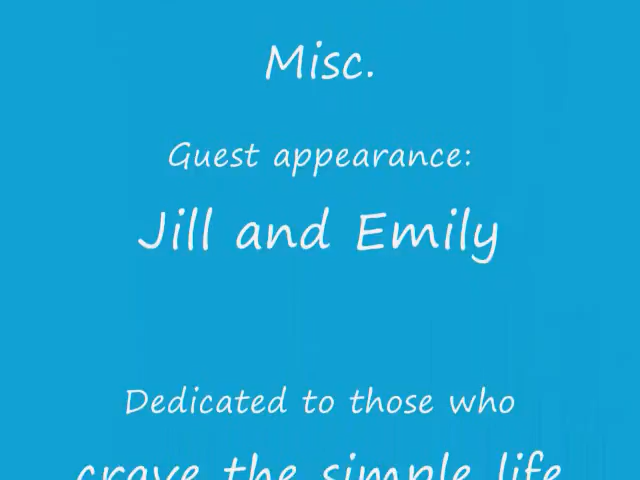 Misc.
Guest appearance:
Jill and Emily
Dedicated to those who
crave the simple life